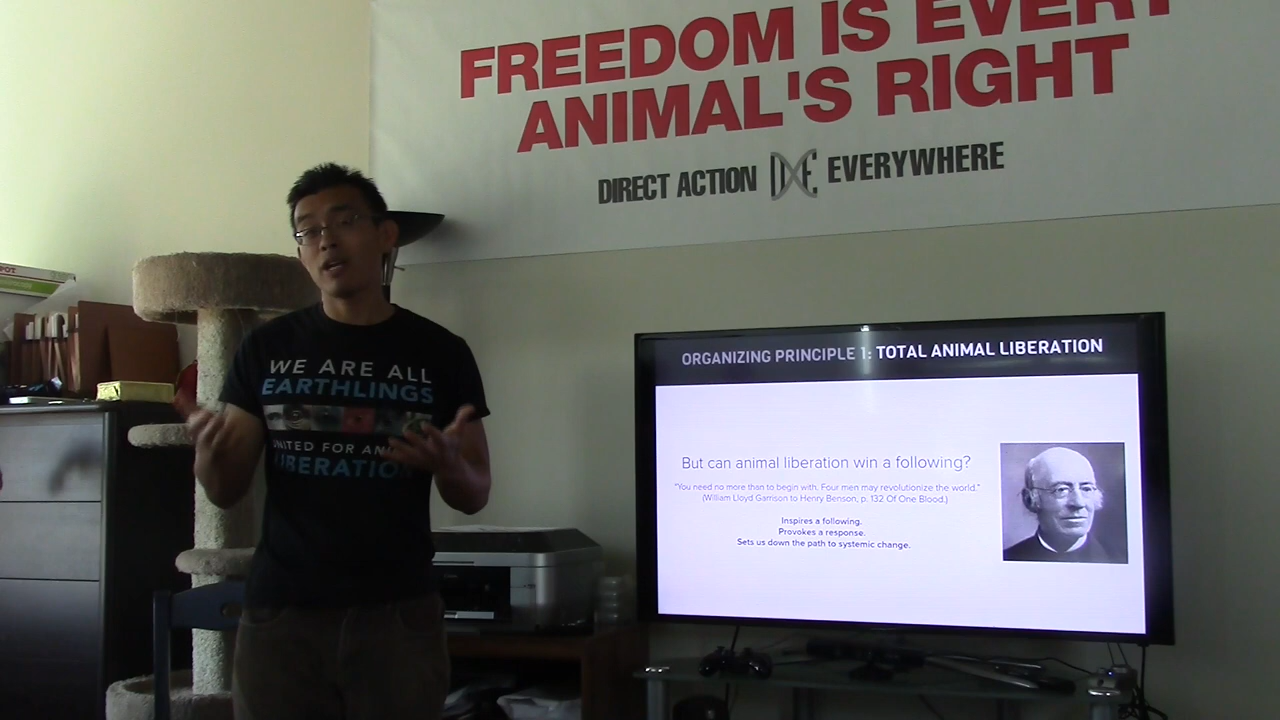 FREEDOM IS EVERY
ANIMAL'S RIGHT
DIRECT ACTION DXE EVERYWHERE
WE ARE ALL
EARTHLINGS
UNITED FOR ANI
LIBERATION
ORGANIZING PRINCIPLE 1: TOTAL ANIMAL LIBERATION
But can animal liberation win a following?
"You need no more than to begin with. Four men may revolutionize the world."
(William Lloyd Garrison to Henry Benson, p. 132 Of One Blood.)
Inspires a following.
Provokes a response.
Sets us down the path to systemic change.